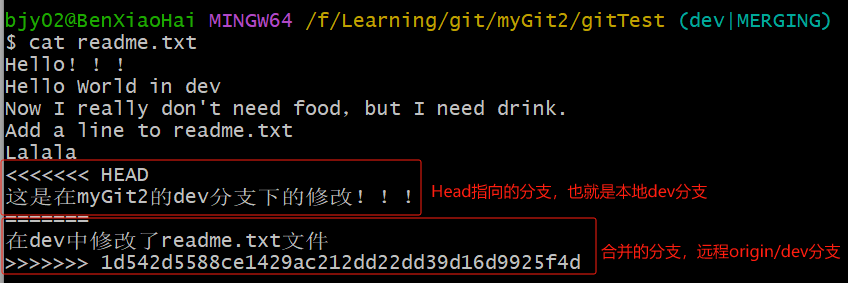 bjy02@BenXiaoHai MINGW64 /f/Learning/git/myGit2/gitTest (dev|MERGING)
$ cat readme.txt
Hello！！！
Hello World in dev
Now I really don't need food，but I need drink.
Add a line to readme.txt
Lalala
<<<<<<< HEAD
这是在myGit2的dev分支下的修改！！！
Head指向的分支，也就是本地dev分支
=======
在dev中修改了readme.txt文件
合并的分支，远程origin/dev分支
>>>>>>> 1d542d5588ce1429ac212dd22dd39d16d9925f4d